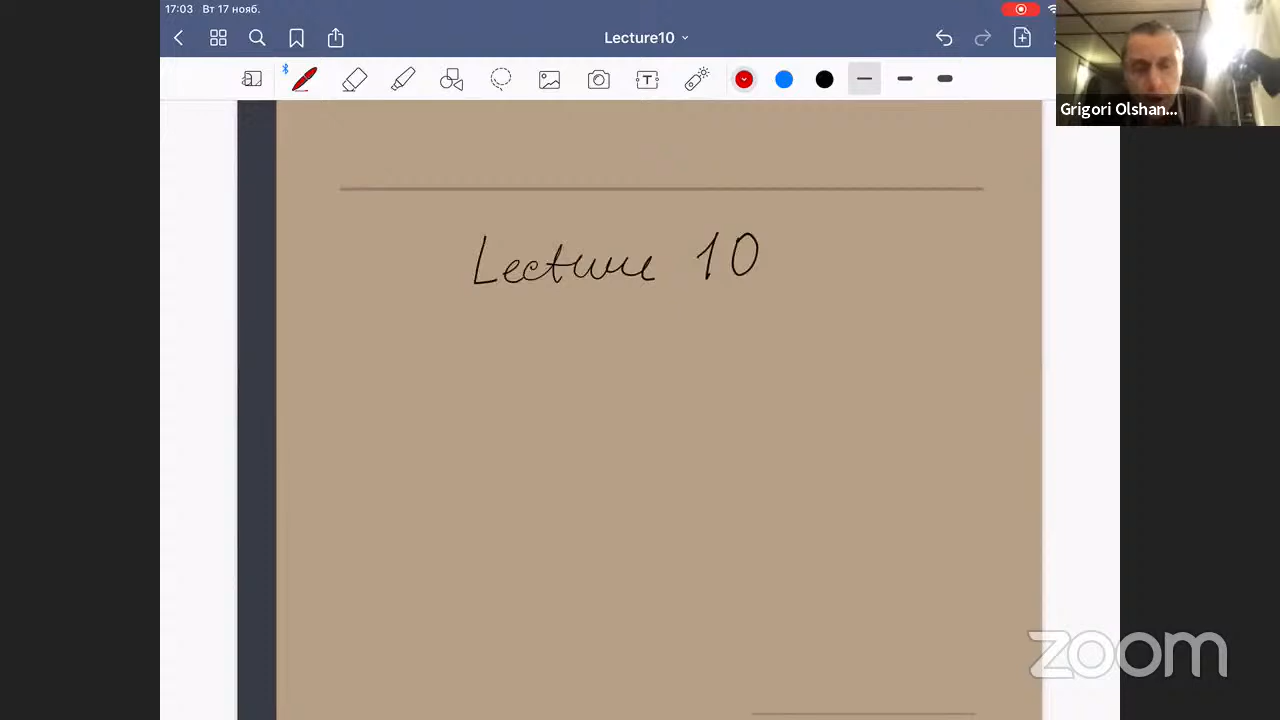 17:03 Вт 17 нояб.
Lecture10
T
Grigori Olshan...
Lecture 10
zoom